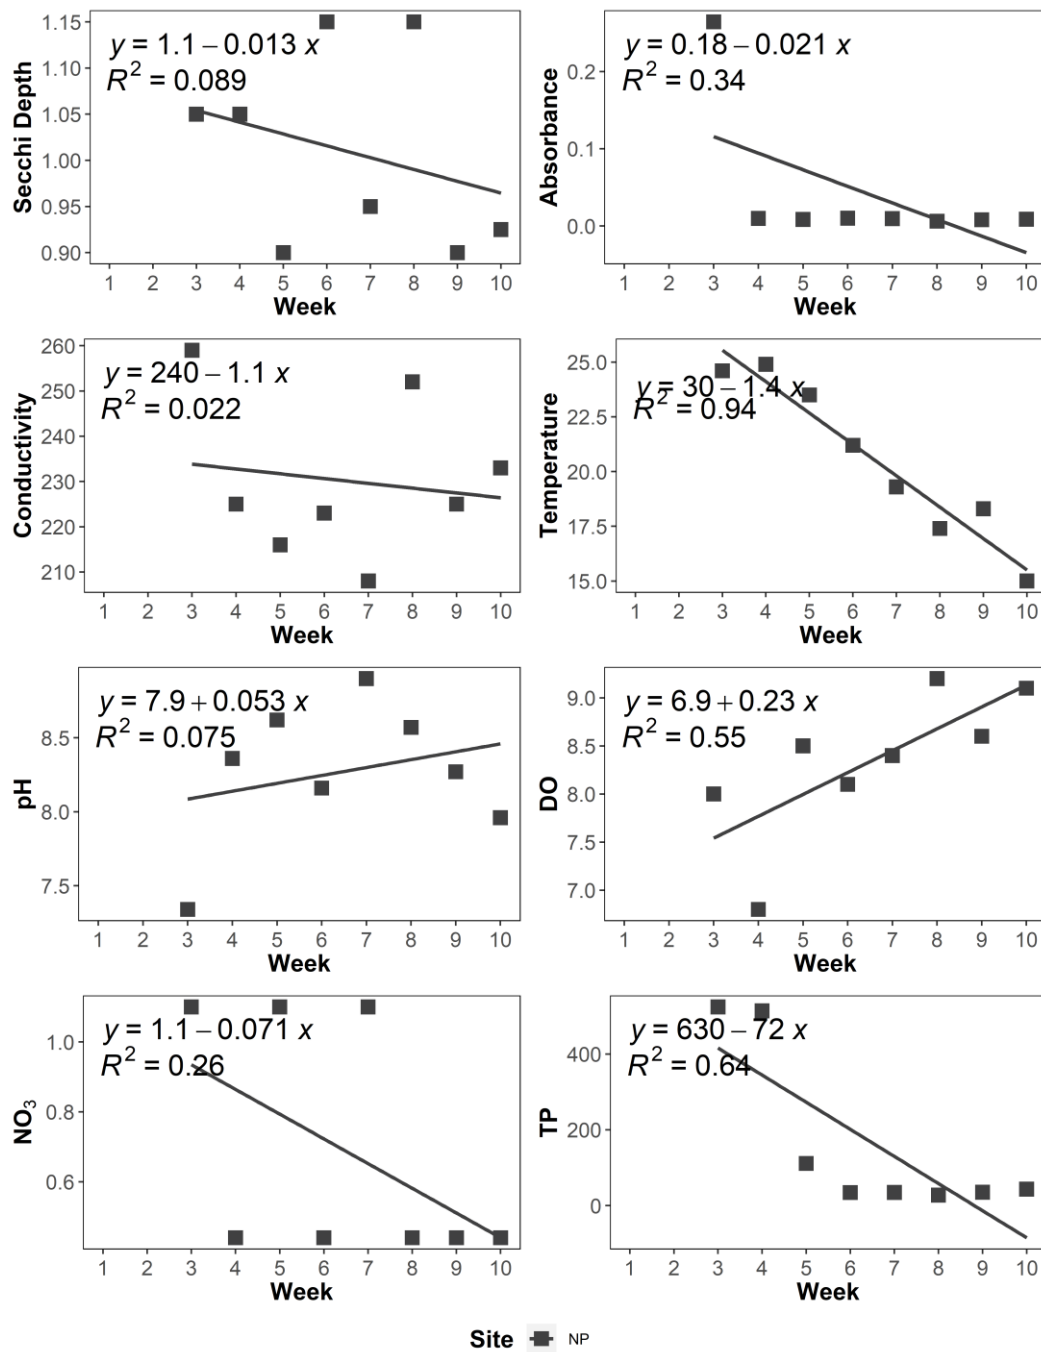 y = 1.1 − 0.013 x
R² = 0.089
Secchi Depth
1.15
1.10
1.05
1.00
0.95
0.90
1 2 3 4 5 6 7 8 9 10
Week
y = 0.18 − 0.021 x
R² = 0.34
Absorbance
0.2
0.1
0.0
1 2 3 4 5 6 7 8 9 10
Week
y = 240 − 1.1 x
R² = 0.022
Conductivity
260
250
240
230
220
210
1 2 3 4 5 6 7 8 9 10
Week
y = 30 − 1.4 x
R² = 0.94
Temperature
25.0
22.5
20.0
17.5
15.0
1 2 3 4 5 6 7 8 9 10
Week
y = 7.9 + 0.053 x
R² = 0.075
pH
8.5
8.0
7.5
1 2 3 4 5 6 7 8 9 10
Week
y = 6.9 + 0.23 x
R² = 0.55
DO
9.0
8.5
8.0
7.5
7.0
1 2 3 4 5 6 7 8 9 10
Week
y = 1.1 − 0.071 x
R² = 0.26
NO₃
1.0
0.8
0.6
1 2 3 4 5 6 7 8 9 10
Week
y = 630 − 72 x
R² = 0.64
TP
400
200
0
1 2 3 4 5 6 7 8 9 10
Week
Site NP